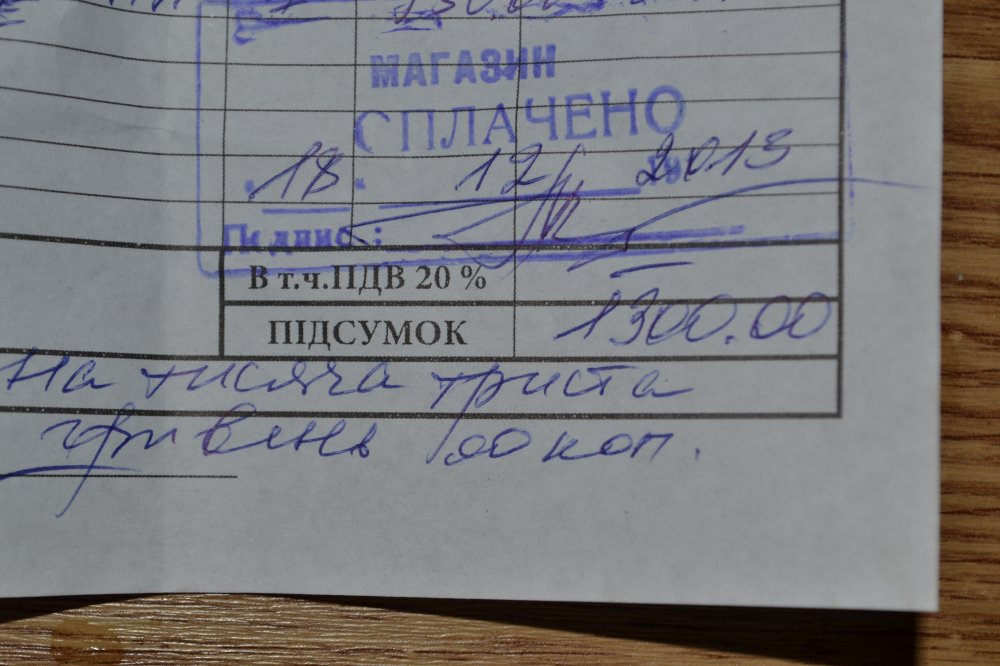 МАГАЗИН
СПЛАЧЕНО
18 12 2013
Підпис:
В т.ч.ПДВ 20 %
ПІДСУМОК 1300.00
на тисяча триста
гривень 00 коп.